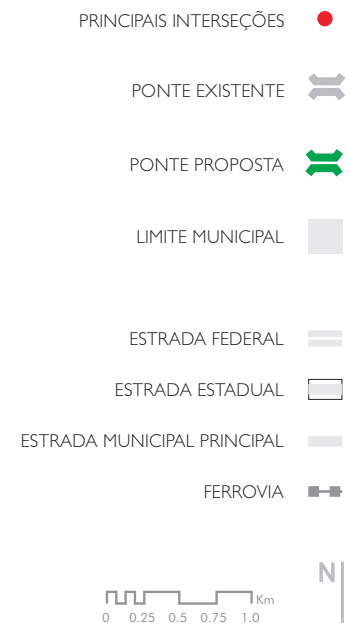 PRINCIPAIS INTERSEÇÕES
PONTE EXISTENTE
PONTE PROPOSTA
LIMITE MUNICIPAL
ESTRADA FEDERAL
ESTRADA ESTADUAL
ESTRADA MUNICIPAL PRINCIPAL
FERROVIA
N
Km
0 0.25 0.5 0.75 1.0